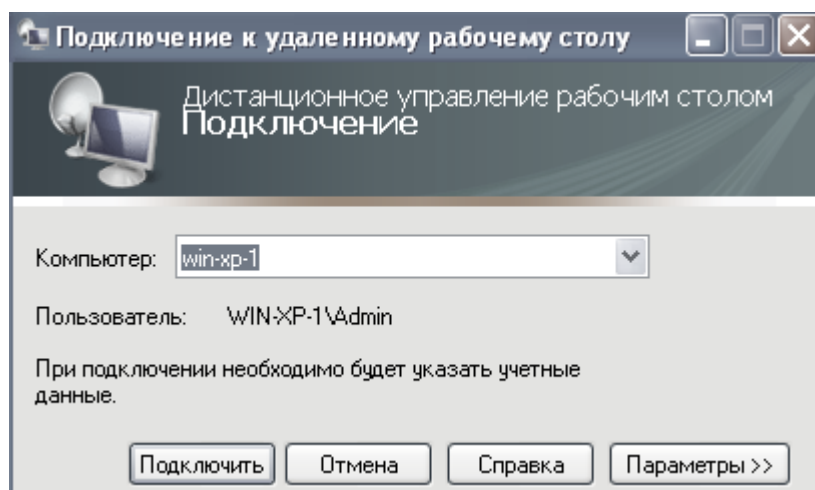 Подключение к удаленному рабочему столу
Дистанционное управление рабочим столом
Подключение
Компьютер: win-xp-1
Пользователь: WIN-XP-1\Admin
При подключении необходимо будет указать учетные
данные.
Подключить Отмена Справка Параметры >>